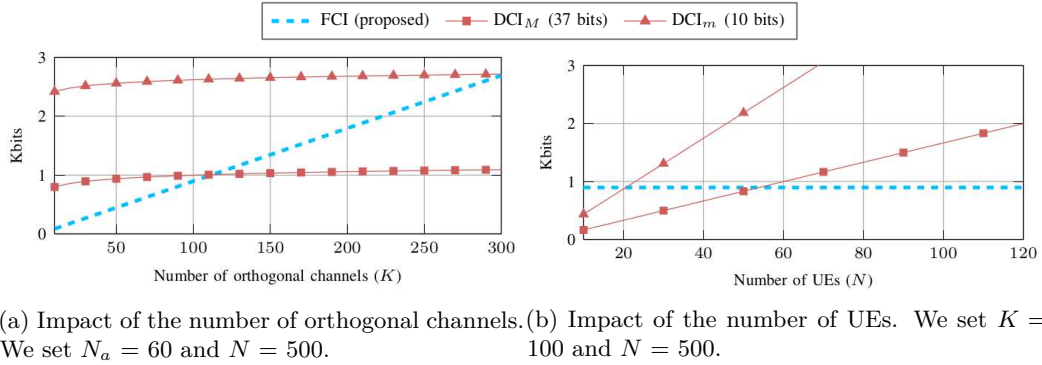 FCI (proposed) DCI_M (37 bits) DCI_m (10 bits)
3
2
1
0
Kbits
50 100 150 200 250 300
Number of orthogonal channels (K)
3
2
1
0
Kbits
20 40 60 80 100 120
Number of UEs (N)
(a) Impact of the number of orthogonal channels.
We set N_a = 60 and N = 500.
(b) Impact of the number of UEs. We set K =
100 and N = 500.